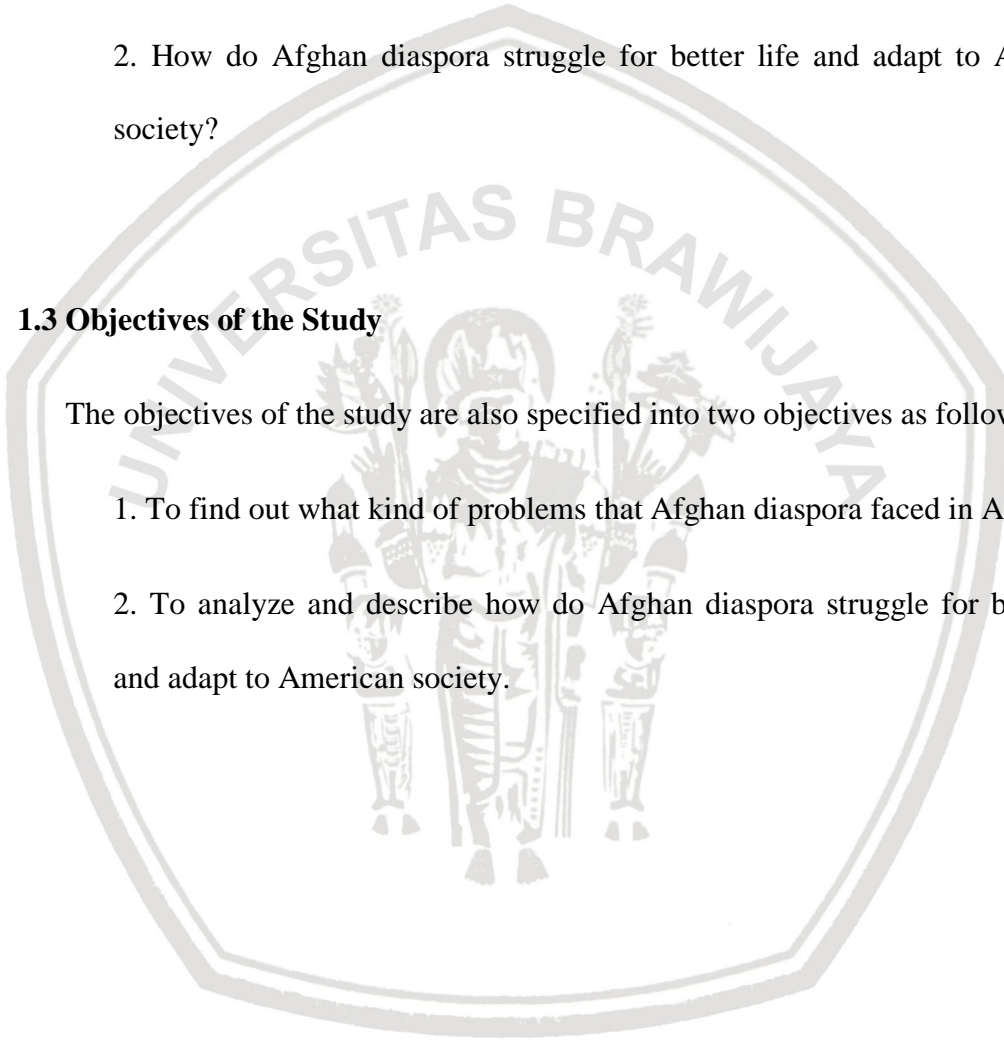 2. How do Afghan diaspora struggle for better life and adapt to
society?
UNIVERSITAS BRAWIJAYA
1.3 Objectives of the Study
The objectives of the study are also specified into two objectives as
1. To find out what kind of problems that Afghan diaspora faced in
2. To analyze and describe how do Afghan diaspora struggle for
and adapt to American society.